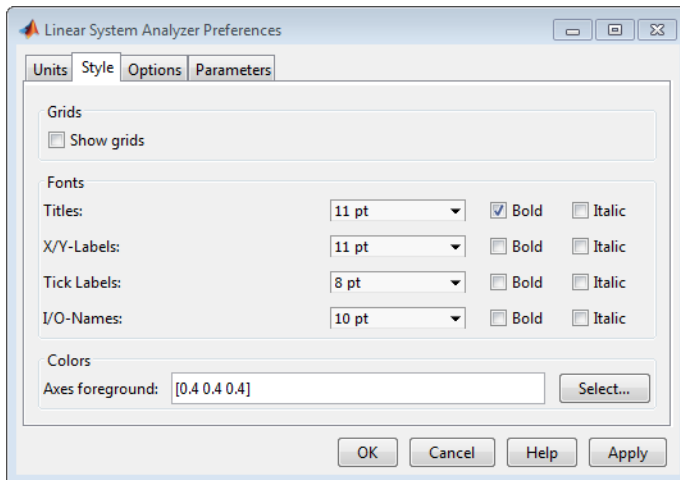 Linear System Analyzer Preferences
Units Style Options Parameters
Grids
Show grids
Fonts
Titles: 11 pt Bold Italic
X/Y-Labels: 11 pt Bold Italic
Tick Labels: 8 pt Bold Italic
I/O-Names: 10 pt Bold Italic
Colors
Axes foreground: [0.4 0.4 0.4] Select...
OK Cancel Help Apply